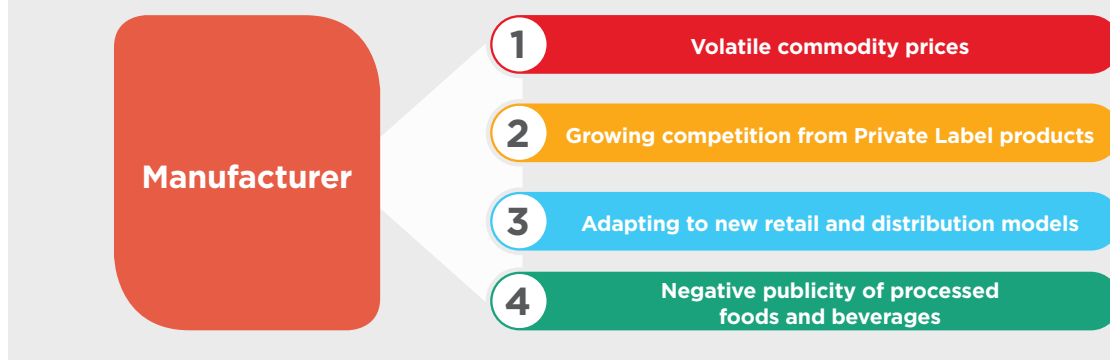 Manufacturer
1
Volatile commodity prices
2
Growing competition from Private Label products
3
Adapting to new retail and distribution models
4
Negative publicity of processed
foods and beverages